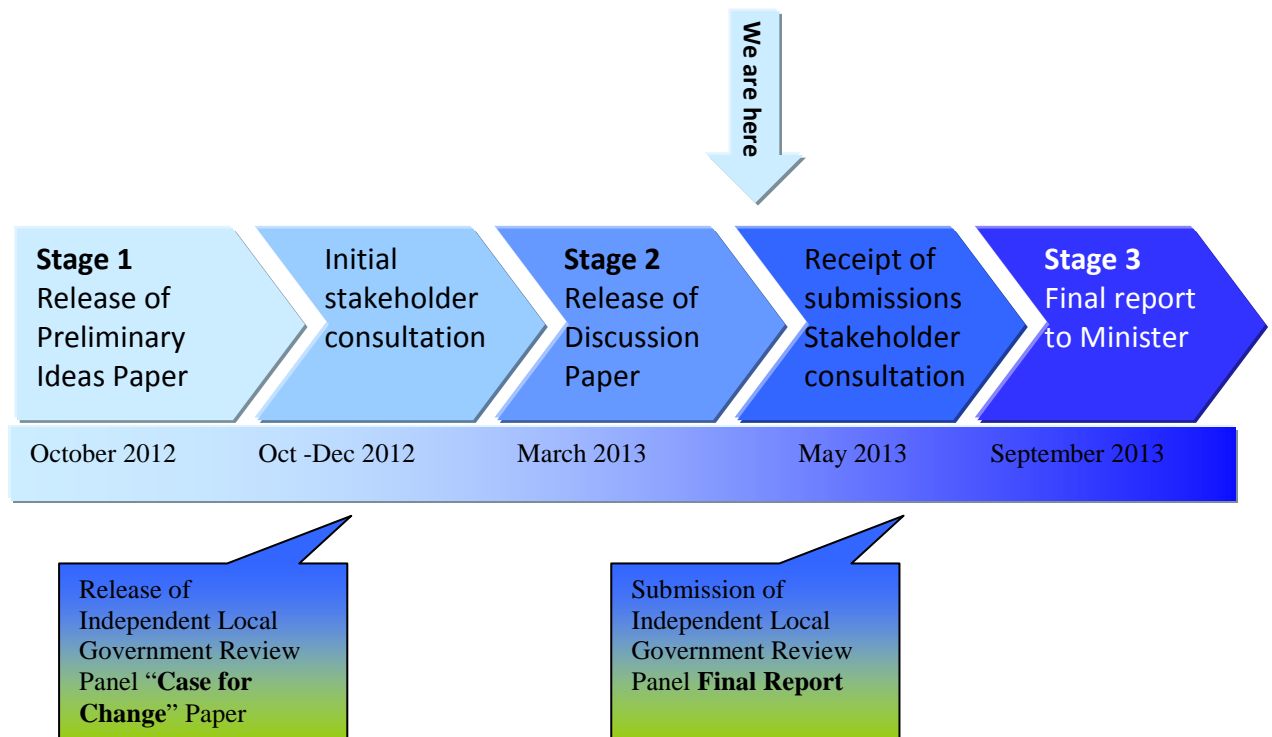 We are here
Stage 1
Release of
Preliminary
Ideas Paper
Initial
stakeholder
consultation
Stage 2
Release of
Discussion
Paper
Receipt of
submissions
Stakeholder
consultation
Stage 3
Final report
to Minister
October 2012
Oct -Dec 2012
March 2013
May 2013
September 2013
Release of
Independent Local
Government Review
Panel “Case for
Change” Paper
Submission of
Independent Local
Government Review
Panel Final Report